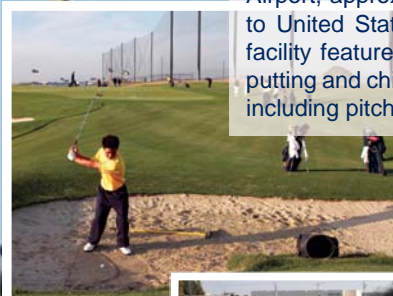 Airport, approx
to United Stat
facility feature
putting and ch
including pitch